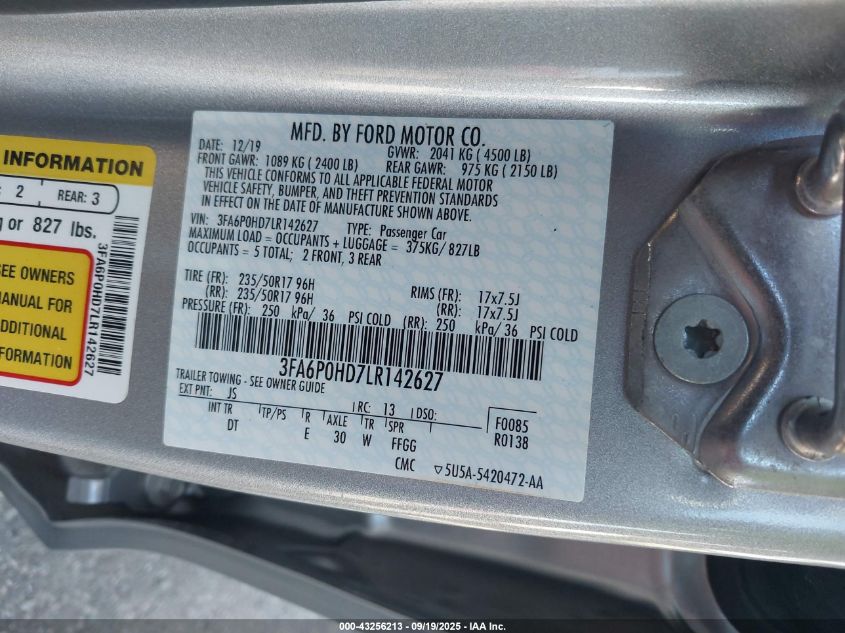 INFORMATION
2 REAR: 3
or 827 lbs.
SEE OWNERS
MANUAL FOR
ADDITIONAL
INFORMATION
3FA6P0HD7LR142627
MFD. BY FORD MOTOR CO.
DATE: 12/19 GVWR: 2041 KG ( 4500 LB)
FRONT GAWR: 1089 KG ( 2400 LB) REAR GAWR: 975 KG ( 2150 LB)
THIS VEHICLE CONFORMS TO ALL APPLICABLE FEDERAL MOTOR
VEHICLE SAFETY, BUMPER, AND THEFT PREVENTION STANDARDS
IN EFFECT ON THE DATE OF MANUFACTURE SHOWN ABOVE.
VIN: 3FA6P0HD7LR142627 TYPE: Passenger Car
MAXIMUM LOAD = OCCUPANTS + LUGGAGE = 375KG/ 827LB
OCCUPANTS = 5 TOTAL; 2 FRONT, 3 REAR
TIRE (FR): 235/50R17 96H RIMS (FR): 17x7.5J
(RR): 235/50R17 96H (RR): 17x7.5J
PRESSURE (FR): 250 kPa/ 36 PSI COLD (RR): 250 kPa/ 36 PSI COLD
3FA6P0HD7LR142627
TRAILER TOWING - SEE OWNER GUIDE
EXT PNT: JS RC: 13 DSO: F0085
INT TR TP/PS R AXLE TR SPR R0138
DT E 30 W FFGG
CMC ▽5U5A-5420472-AA
000-43256213 - 09/19/2025 - IAA Inc.